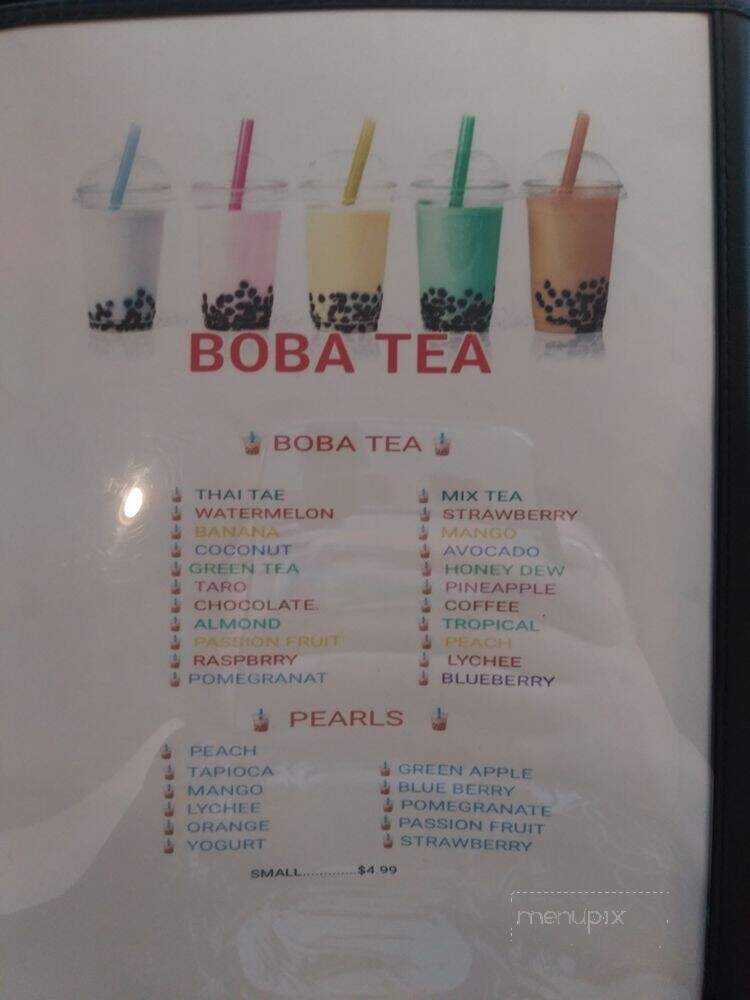 BOBA TEA
BOBA TEA
THAI TAE
WATERMELON
BANANA
COCONUT
GREEN TEA
TARO
CHOCOLATE.
ALMOND
PASSION FRUIT
RASPBRRY
POMEGRANAT
MIX TEA
STRAWBERRY
MANGO
AVOCADO
HONEY DEW
PINEAPPLE
COFFEE
TROPICAL
PEACH
LYCHEE
BLUEBERRY
PEARLS
PEACH
TAPIOCA
MANGO
LYCHEE
ORANGE
YOGURT
GREEN APPLE
BLUE BERRY
POMEGRANATE
PASSION FRUIT
STRAWBERRY
SMALL.............$4.99
menupix